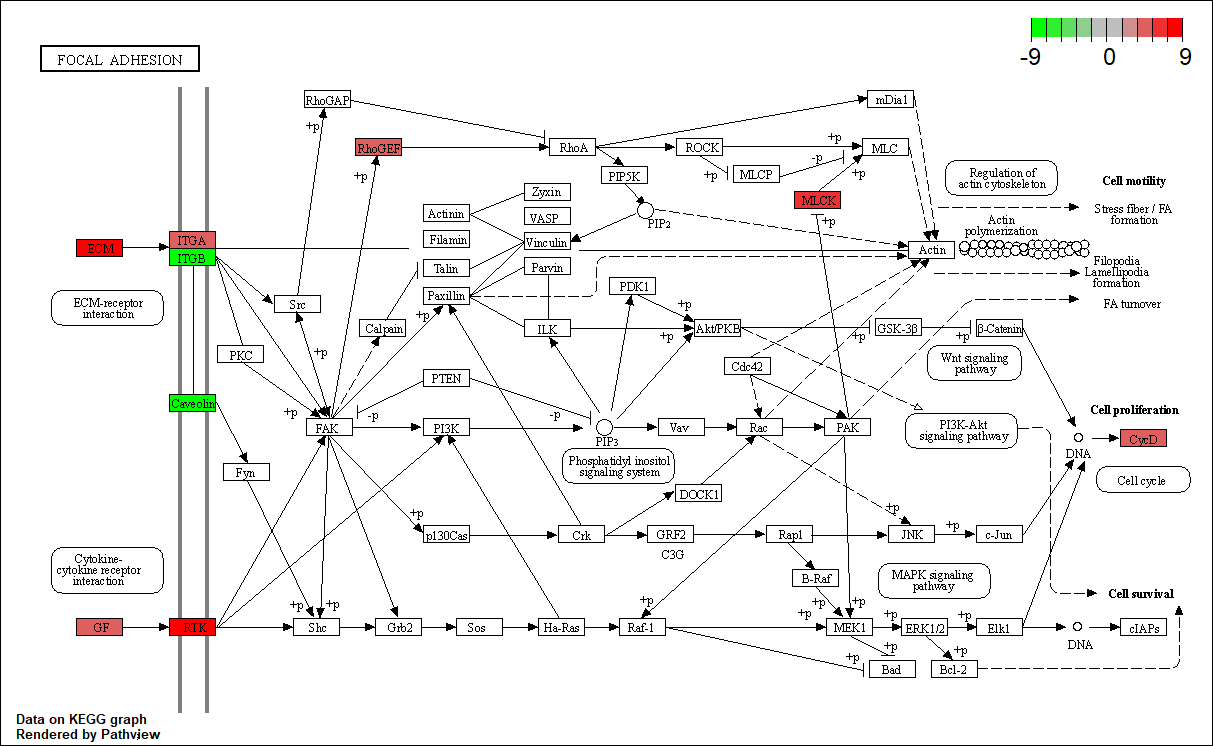 -9 0 9
FOCAL ADHESION
RhoGAP
mDia1
+p
RhoGEF
RhoA
ROCK
+p
MLC
-p
+p
+p
MLCP
+p
PIP5K
Regulation of
actin cytoskeleton
Cell motility
MLCK
Zyxin
Actinin
VASP
PIP2
+p
Stress fiber / FA
formation
Actin
polymerization
ECM
ITGA
ITGB
Filamin
Vinculin
Actin
Talin
Parvin
Filopodia
Lamellipodia
formation
ECM-receptor
interaction
Src
Paxillin
PDK1
FA turnover
+p
+p
Calpain
ILK
Akt/PKB
GSK-3β
β-Catenin
+p
+p
+p
PKC
Wnt signaling
pathway
Cdc42
PTEN
Caveolin
+p
-p
-p
Cell proliferation
FAK
PI3K
PIP3
Vav
Rac
PAK
PI3K-Akt
signaling pathway
CycD
DNA
Phosphatidyl inositol
signaling system
Fyn
Cell cycle
DOCK1
+p
+p
p130Cas
Crk
GRF2
Rap1
JNK
+p
c-Jun
C3G
Cytokine-
cytokine receptor
interaction
B-Raf
MAPK signaling
pathway
Cell survival
+p
+p
+p
+p
+p
+p
+p
+p
GF
RTK
Shc
Grb2
Sos
Ha-Ras
Raf-1
MEK1
ERK1/2
Elk1
DNA
cIAPs
+p
+p
+p
Bad
Bcl-2
Data on KEGG graph
Rendered by Pathview